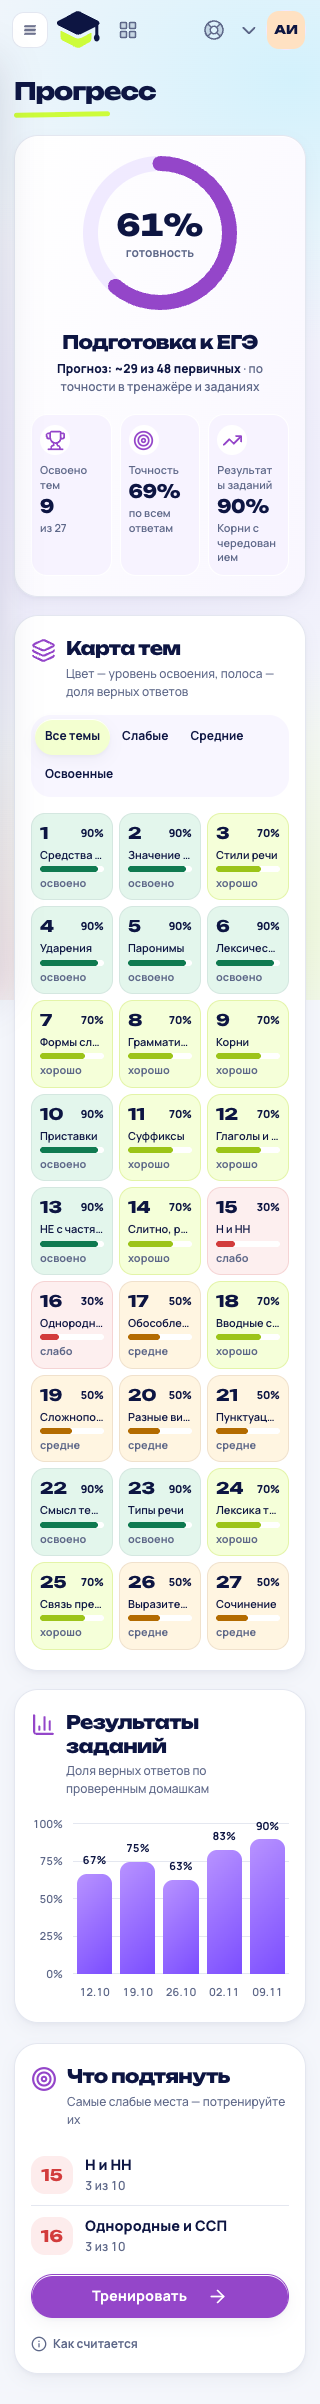 АИ
Прогресс
61%
готовность
Подготовка к ЕГЭ
Прогноз: ~29 из 48 первичных · по
точности в тренажёре и заданиях
Освоено
тем
9
из 27
Точность
69%
по всем
ответам
Результат
ы заданий
90%
Корни с
чередован
ием
Карта тем
Цвет — уровень освоения, полоса —
доля верных ответов
Все темы Слабые Средние
Освоенные
1 90%
Средства ...
освоено
2 90%
Значение ...
освоено
3 70%
Стили речи
хорошо
4 90%
Ударения
освоено
5 90%
Паронимы
освоено
6 90%
Лексичес...
освоено
7 70%
Формы сл...
хорошо
8 70%
Граммати...
хорошо
9 70%
Корни
хорошо
10 90%
Приставки
освоено
11 70%
Суффиксы
хорошо
12 70%
Глаголы и ...
хорошо
13 90%
НЕ с частя...
освоено
14 70%
Слитно, р...
хорошо
15 30%
Н и НН
слабо
16 30%
Однородн...
слабо
17 50%
Обособле...
средне
18 70%
Вводные с...
хорошо
19 50%
Сложнопо...
средне
20 50%
Разные ви...
средне
21 50%
Пунктуац...
средне
22 90%
Смысл те...
освоено
23 90%
Типы речи
освоено
24 70%
Лексика т...
хорошо
25 70%
Связь пре...
хорошо
26 50%
Выразите...
средне
27 50%
Сочинение
средне
Результаты
заданий
Доля верных ответов по
проверенным домашкам
100%
75%
50%
25%
0%
67%
75%
63%
83%
90%
12.10 19.10 26.10 02.11 09.11
Что подтянуть
Самые слабые места — потренируйте
их
15
Н и НН
3 из 10
16
Однородные и ССП
3 из 10
Тренировать
Как считается